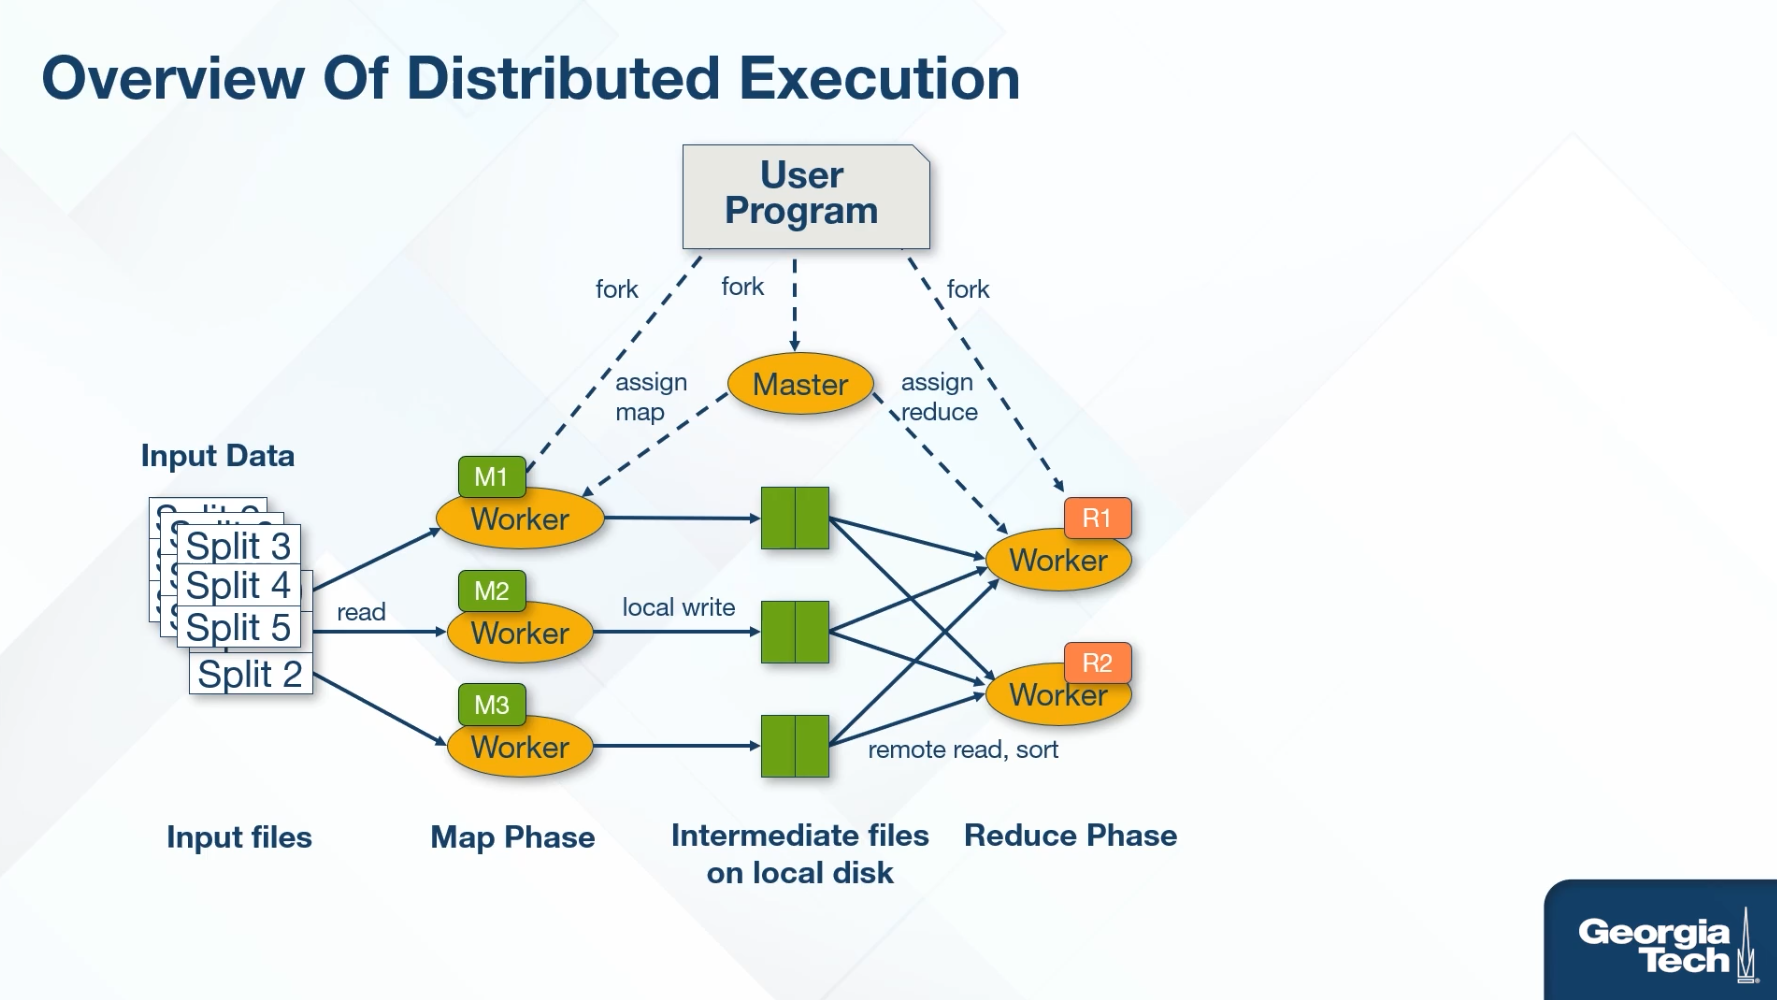 Overview Of Distributed Execution
User
Program
fork
fork
fork
Master
assign
map
assign
reduce
Input Data
Split 3
Split 4
Split 5
Split 2
read
M1
Worker
M2
Worker
M3
Worker
local write
R1
Worker
R2
Worker
remote read, sort
Input files
Map Phase
Intermediate files
on local disk
Reduce Phase
Georgia
Tech